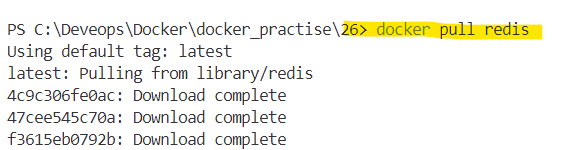 PS C:\Deveops\Docker\docker_practise\26> docker pull redis
Using default tag: latest
latest: Pulling from library/redis
4c9c306fe0ac: Download complete
47cee545c70a: Download complete
f3615eb0792b: Download complete